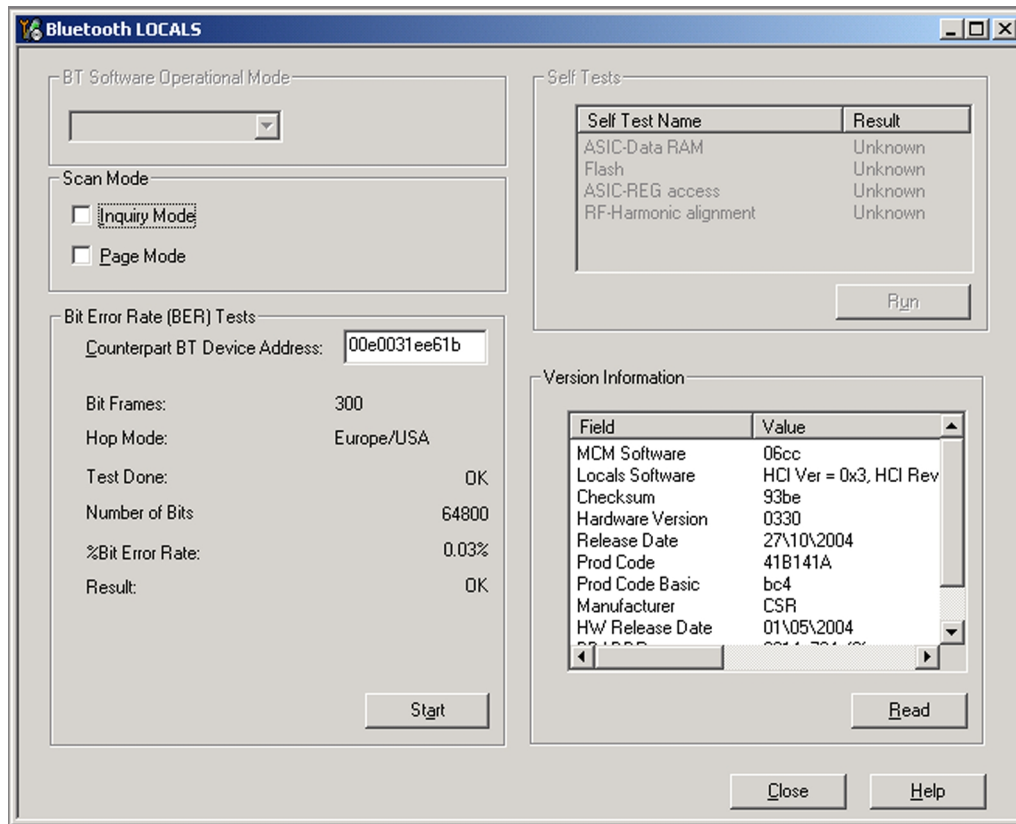 Bluetooth LOCALS
BT Software Operational Mode
Scan Mode
Inquiry Mode
Page Mode
Bit Error Rate (BER) Tests
Counterpart BT Device Address: 00e0031ee61b
Bit Frames: 300
Hop Mode: Europe/USA
Test Done: OK
Number of Bits 64800
%Bit Error Rate: 0.03%
Result: OK
Start
Self Tests
Self Test Name Result
ASIC-Data RAM Unknown
Flash Unknown
ASIC-REG access Unknown
RF-Harmonic alignment Unknown
Run
Version Information
Field Value
MCM Software 06cc
Locals Software HCI Ver = 0x3, HCI Rev
Checksum 93be
Hardware Version 0330
Release Date 27\10\2004
Prod Code 41B141A
Prod Code Basic bc4
Manufacturer CSR
HW Release Date 01\05\2004
Read
Close
Help